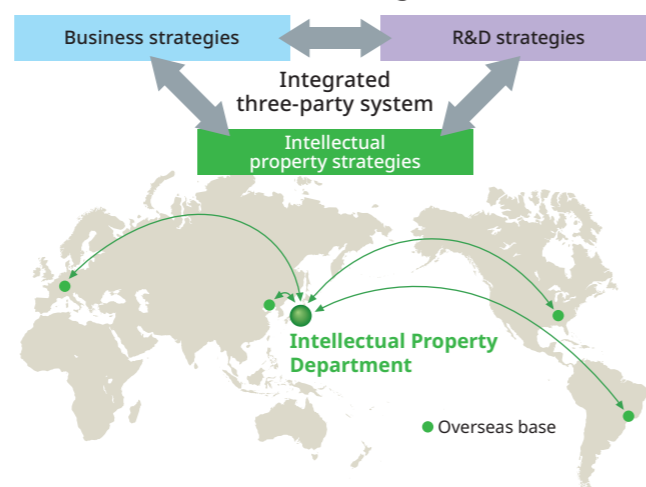 Business strategies
R&D strategies
Integrated
three-party system
Intellectual
property strategies
Intellectual Property
Department
Overseas base